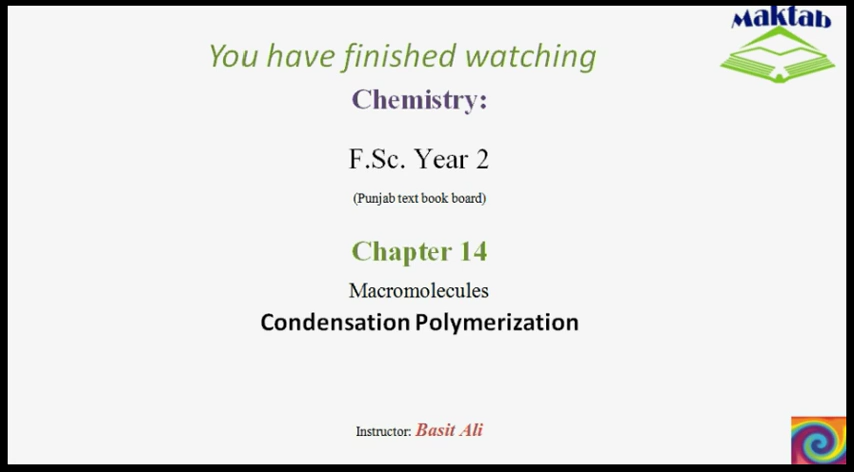 Maktab
You have finished watching
Chemistry:
F.Sc. Year 2
(Punjab text book board)
Chapter 14
Macromolecules
Condensation Polymerization
Instructor: Basit Ali